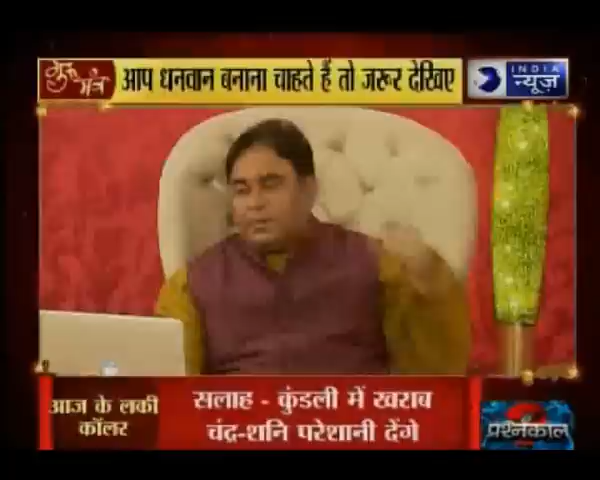 गुरू मंत्र
आप धनवान बनाना चाहते हैं तो जरूर देखिए
INDIA
न्यूज़
आज के लकी
कॉलर
सलाह - कुंडली में खराब
चंद्र-शनि परेशानी देंगे
प्रश्नकाल